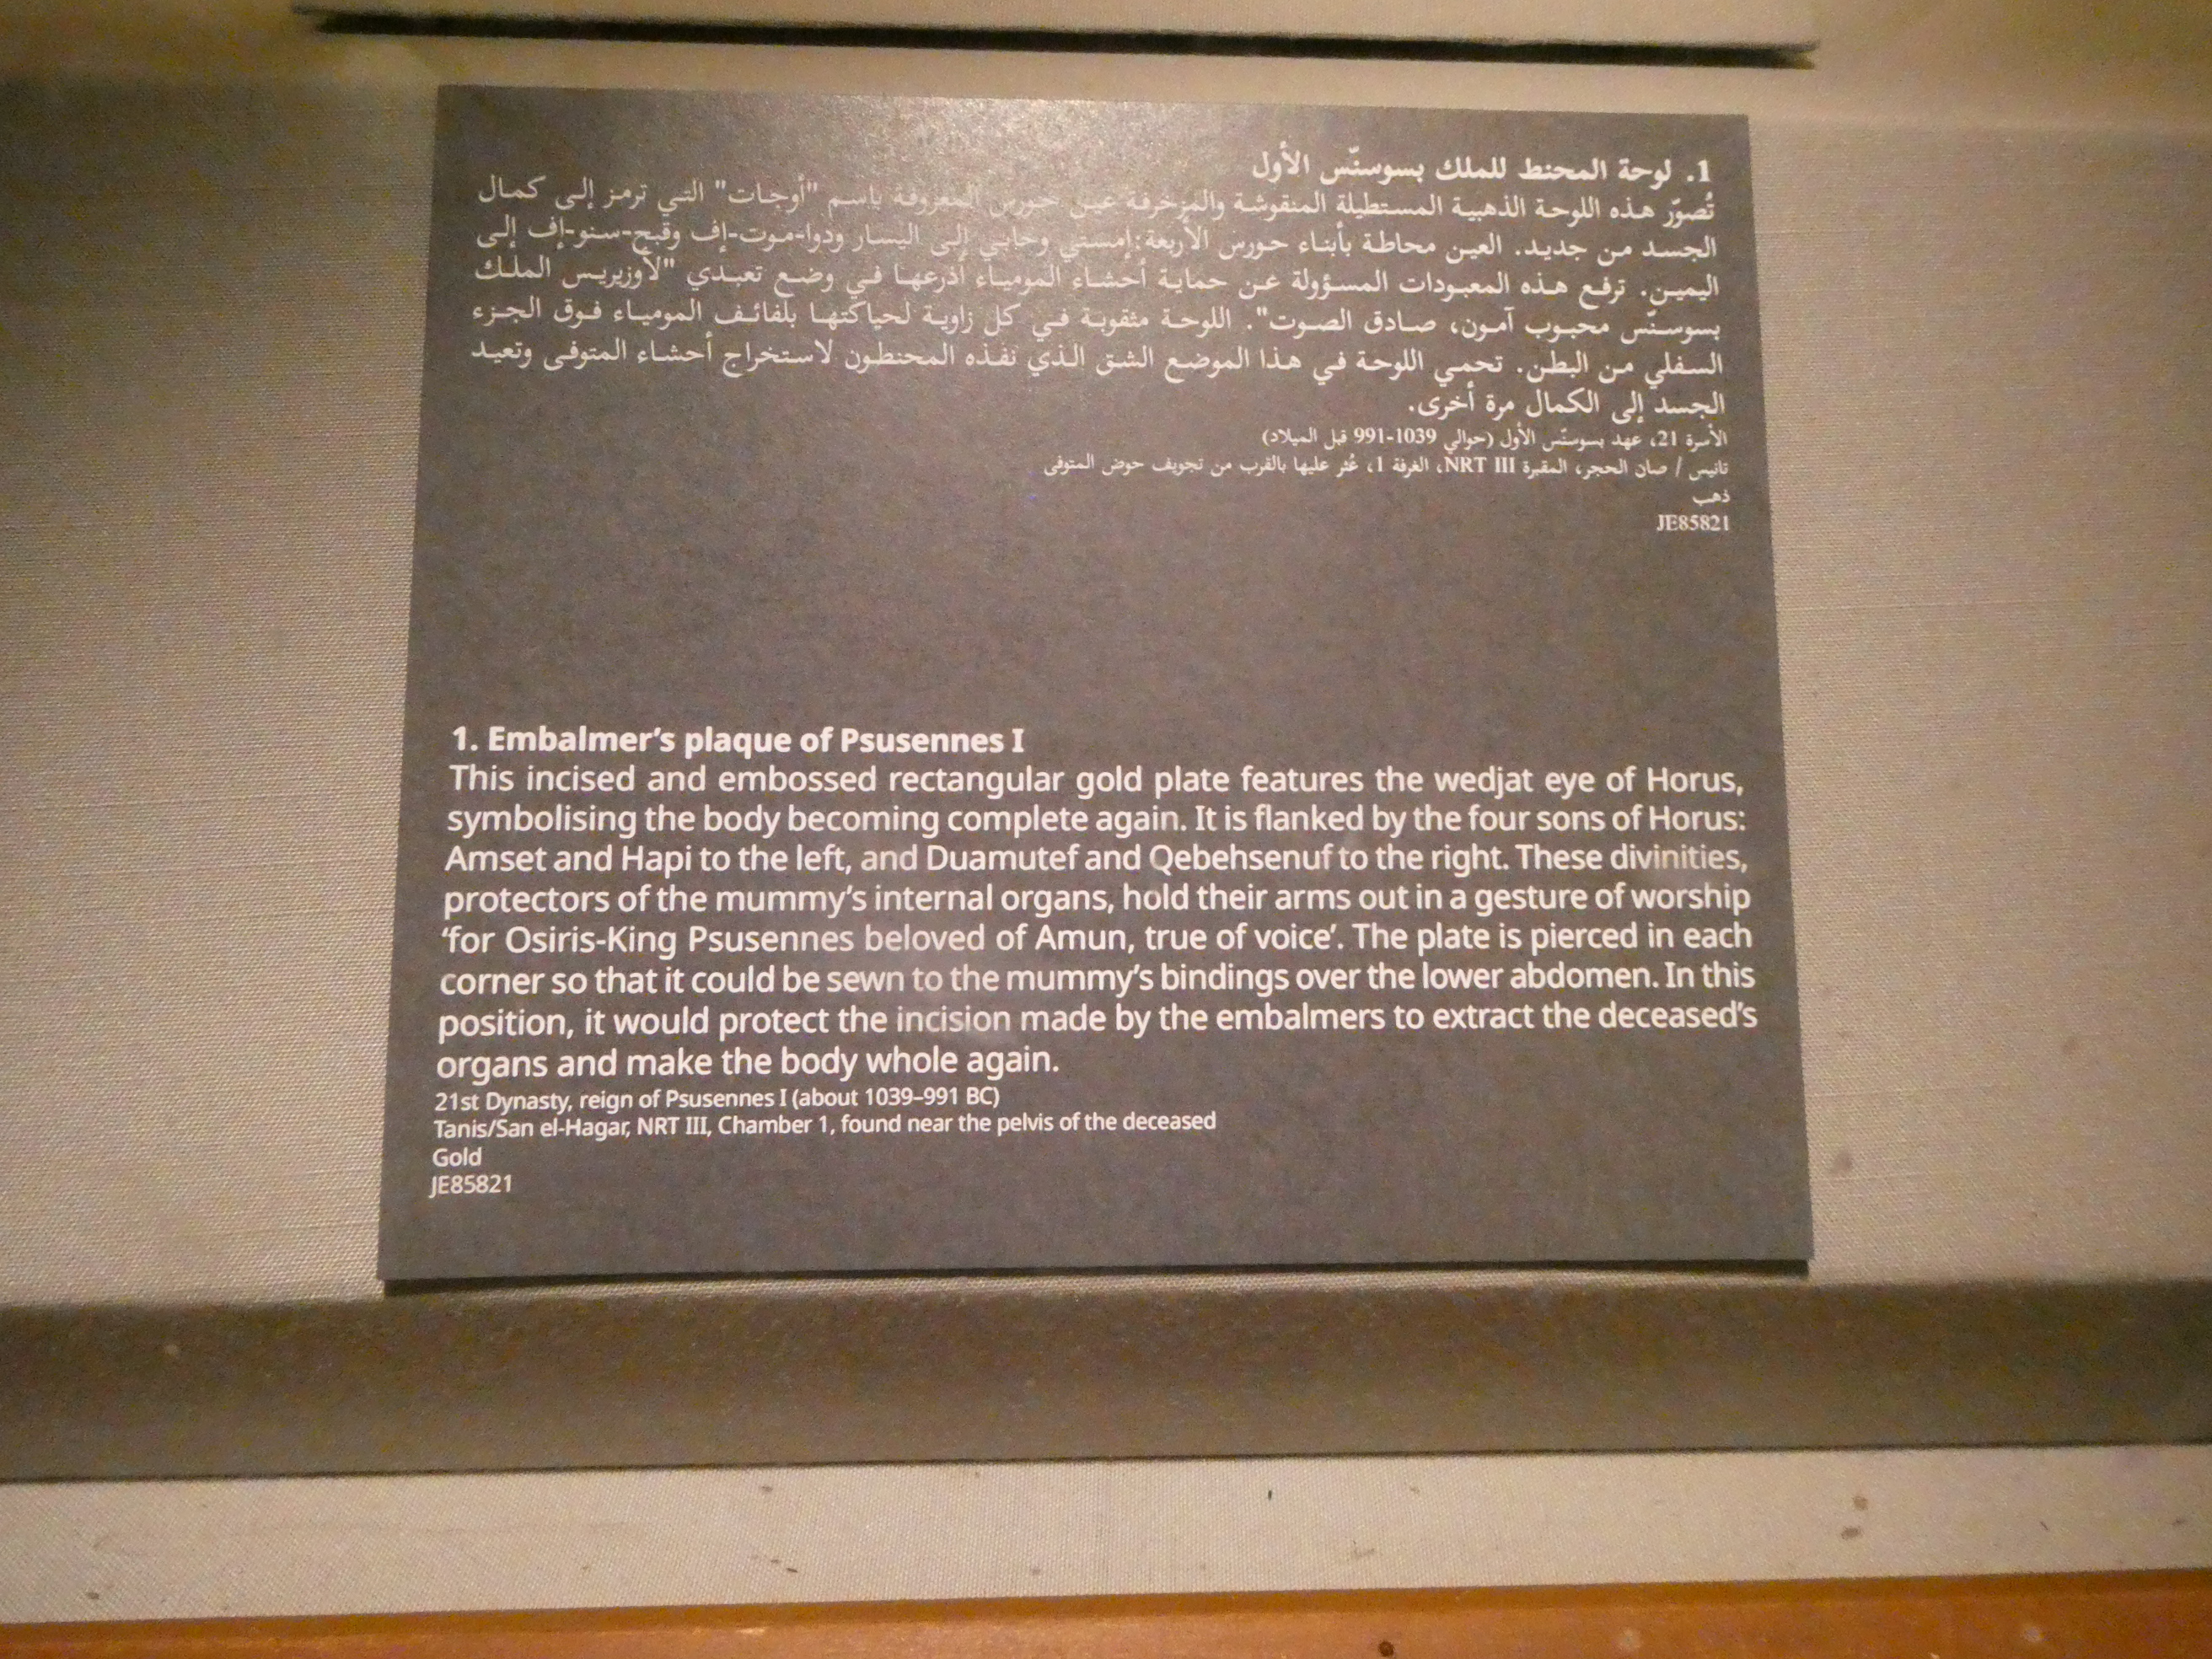 1. لوحة المحنط للملك بسوسنّس الأول
تُصوّر هذه اللوحة الذهبية المستطيلة المنقوشة والمزخرفة عين حورس المعروفة باسم "أوجات" التي ترمز إلى كمال
الجسد من جديد. العين محاطة بأبناء حورس الأربعة:إمستي وحابي إلى اليسار ودوا-موت-إف وقبح-سنو-إف إلى
اليمين. ترفع هذه المعبودات المسؤولة عن حماية أحشاء المومياء أذرعها في وضع تعبدي "لأوزيريس الملك
بسوسنّس محبوب آمون، صادق الصوت". اللوحة مثقوبة في كل زاوية لحياكتها بلفائف المومياء فوق الجزء
السفلي من البطن. تحمي اللوحة في هذا الموضع الشق الذي نفذه المحنطون لاستخراج أحشاء المتوفى وتعيد
الجسد إلى الكمال مرة أخرى.
الأسرة 21، عهد بسوسنّس الأول (حوالي 1039-991 قبل الميلاد)
تانيس / صان الحجر، المقبرة NRT III، الغرفة 1، عُثر عليها بالقرب من تجويف حوض المتوفى
ذهب
JE85821
1. Embalmer's plaque of Psusennes I
This incised and embossed rectangular gold plate features the wedjat eye of Horus,
symbolising the body becoming complete again. It is flanked by the four sons of Horus:
Amset and Hapi to the left, and Duamutef and Qebehsenuf to the right. These divinities,
protectors of the mummy's internal organs, hold their arms out in a gesture of worship
'for Osiris-King Psusennes beloved of Amun, true of voice'. The plate is pierced in each
corner so that it could be sewn to the mummy's bindings over the lower abdomen. In this
position, it would protect the incision made by the embalmers to extract the deceased's
organs and make the body whole again.
21st Dynasty, reign of Psusennes I (about 1039–991 BC)
Tanis/San el-Hagar, NRT III, Chamber 1, found near the pelvis of the deceased
Gold
JE85821